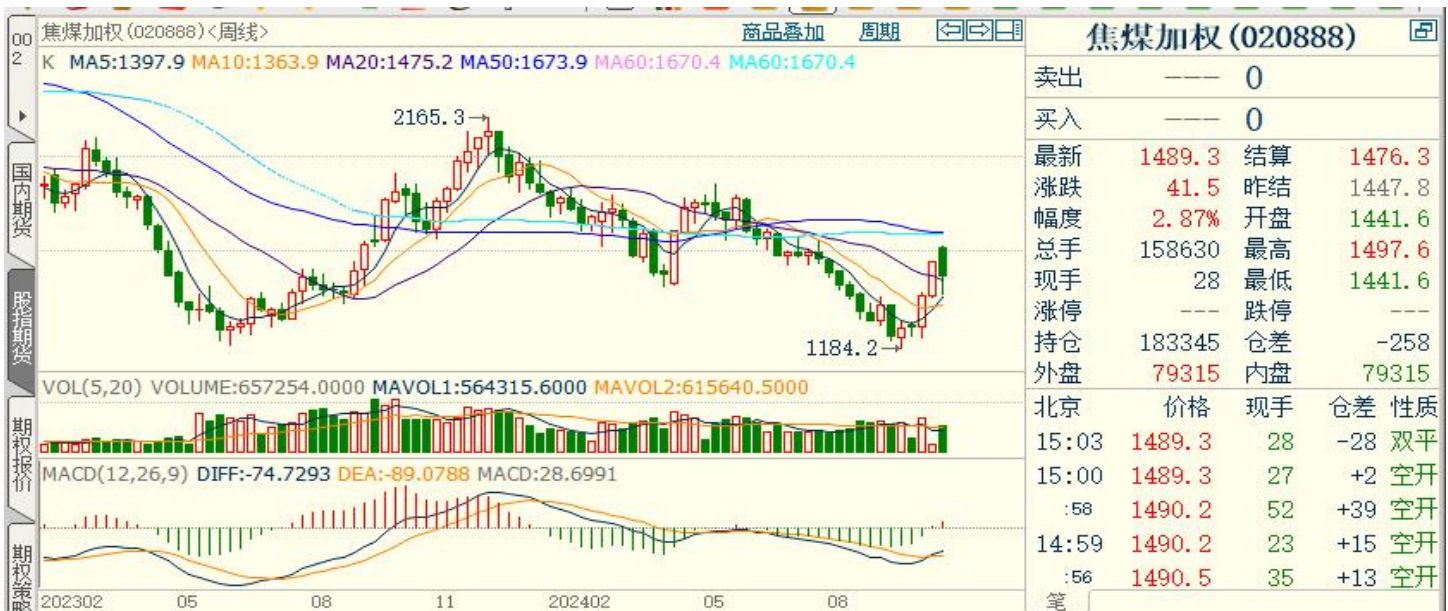 002
国内期货
股指期货
期权报价
期权策略
焦煤加权(020888)<周线>
商品叠加 周期
K MA5:1397.9 MA10:1363.9 MA20:1475.2 MA50:1673.9 MA60:1670.4 MA60:1670.4
2165.3
1184.2
VOL(5,20) VOLUME:657254.0000 MAVOL1:564315.6000 MAVOL2:615640.5000
MACD(12,26,9) DIFF:-74.7293 DEA:-89.0788 MACD:28.6991
202302 05 08 11 202402 05 08
焦煤加权(020888)
卖出 --- 0
买入 --- 0
最新 1489.3 结算 1476.3
涨跌 41.5 昨结 1447.8
幅度 2.87% 开盘 1441.6
总手 158630 最高 1497.6
现手 28 最低 1441.6
涨停 --- 跌停 ---
持仓 183345 仓差 -258
外盘 79315 内盘 79315
北京 价格 现手 仓差 性质
15:03 1489.3 28 -28 双平
15:00 1489.3 27 +2 空开
:58 1490.2 52 +39 空开
14:59 1490.2 23 +15 空开
:56 1490.5 35 +13 空开
笔